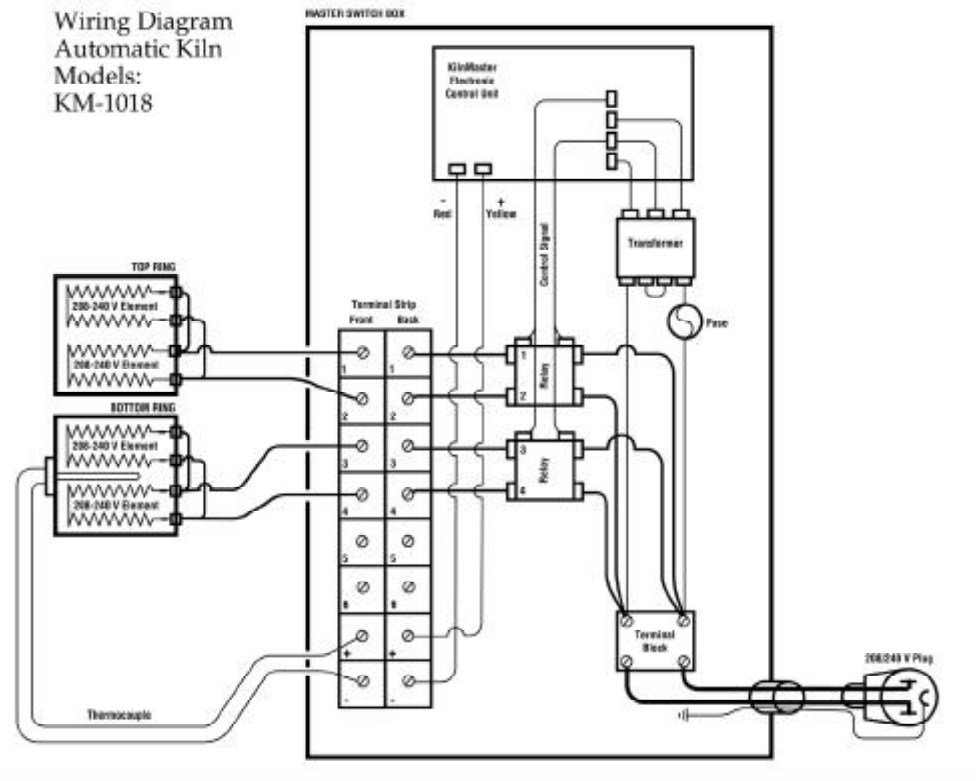 Wiring Diagram
Automatic Kiln
Models:
KM-1018
MASTER SWITCH BOX
KilnMaster
Electronic
Control Unit
- Red
+ Yellow
Control Signal
Transformer
Fuse
TOP RING
208-240 V Element
208-240 V Element
BOTTOM RING
208-240 V Element
208-240 V Element
Terminal Strip
Front Back
1 1
2 2
3 3
4 4
5 5
6 6
+ +
- -
1
Relay
2
3
Relay
4
Terminal
Block
208/240 V Plug
Thermocouple